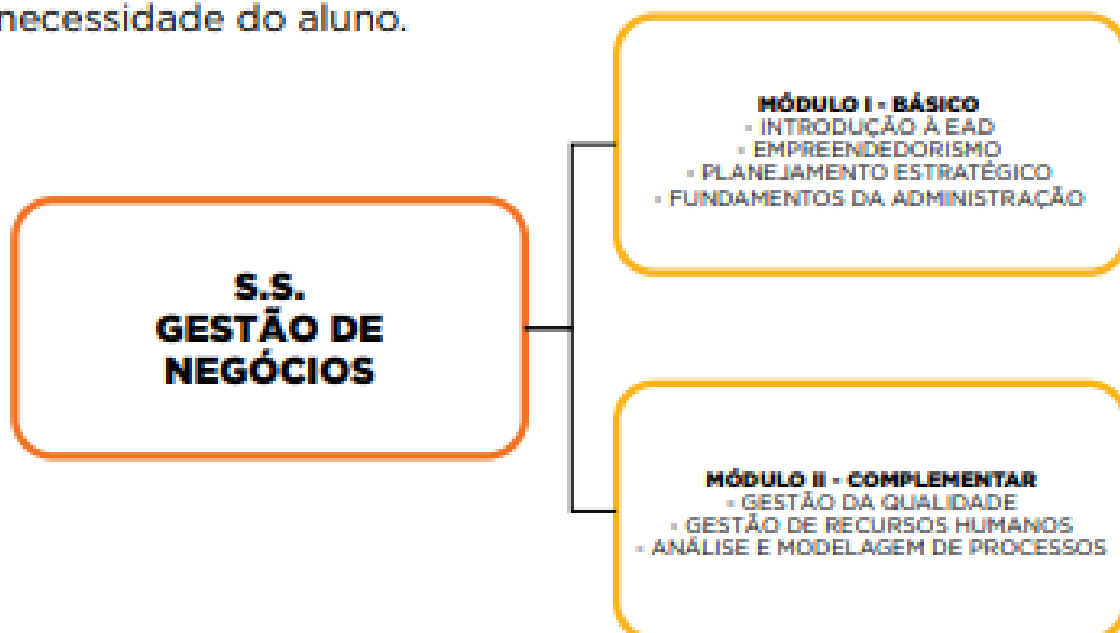 necessidade do aluno.
S.S.
GESTÃO DE
NEGÓCIOS
MÓDULO I - BÁSICO
- INTRODUÇÃO À EAD
- EMPREENDEDORISMO
- PLANEJAMENTO ESTRATÉGICO
- FUNDAMENTOS DA ADMINISTRAÇÃO
MÓDULO II - COMPLEMENTAR
- GESTÃO DA QUALIDADE
- GESTÃO DE RECURSOS HUMANOS
- ANÁLISE E MODELAGEM DE PROCESSOS